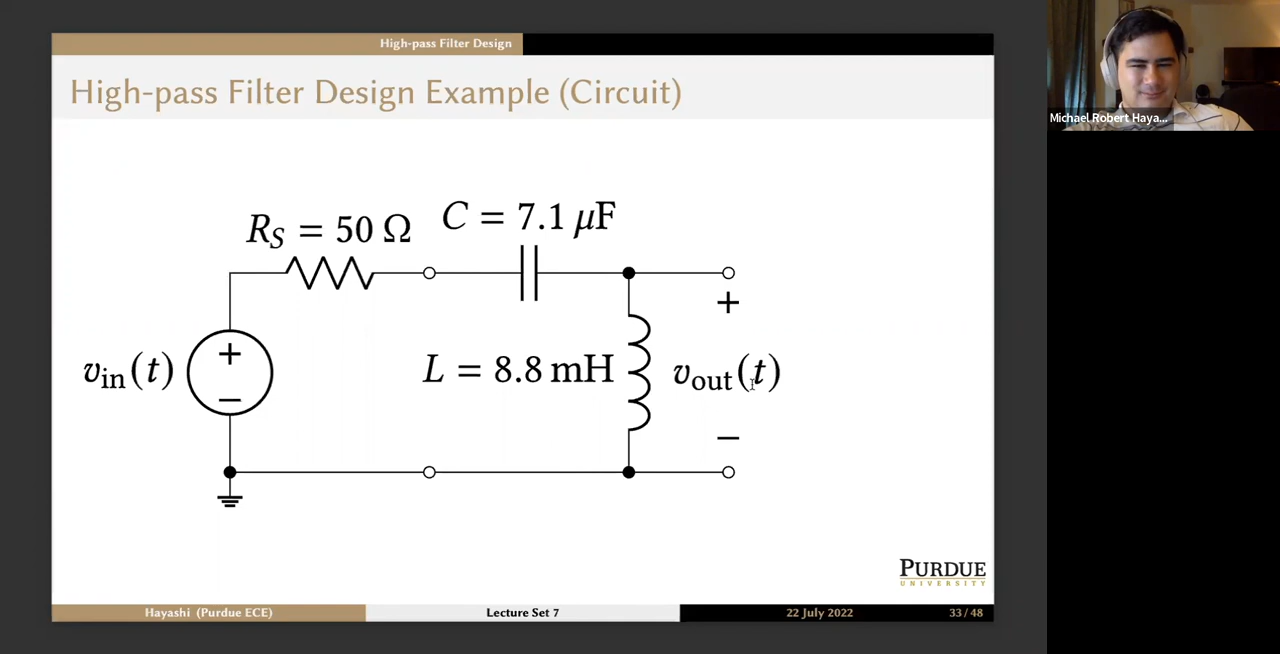 High-pass Filter Design
High-pass Filter Design Example (Circuit)
Michael Robert Haya...
R_S = 50 Ω
C = 7.1 μF
+
+
v_in(t)
−
L = 8.8 mH
v_out(t)
−
PURDUE
UNIVERSITY
Hayashi (Purdue ECE)
Lecture Set 7
22 July 2022
33 / 48